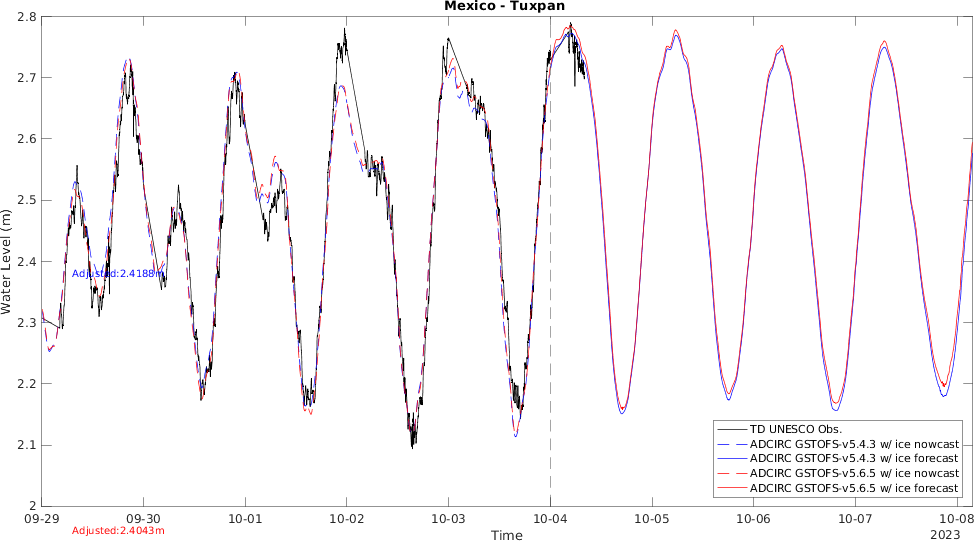 Mexico - Tuxpan
2.8
2.7
2.6
2.5
2.4
2.3
2.2
2.1
2
Water Level (m)
Adjusted:2.4188m
TD UNESCO Obs.
ADCIRC GSTOFS-v5.4.3 w/ ice nowcast
ADCIRC GSTOFS-v5.4.3 w/ ice forecast
ADCIRC GSTOFS-v5.6.5 w/ ice nowcast
ADCIRC GSTOFS-v5.6.5 w/ ice forecast
09-29 09-30 10-01 10-02 10-03 10-04 10-05 10-06 10-07 10-08
Adjusted:2.4043m
Time
2023